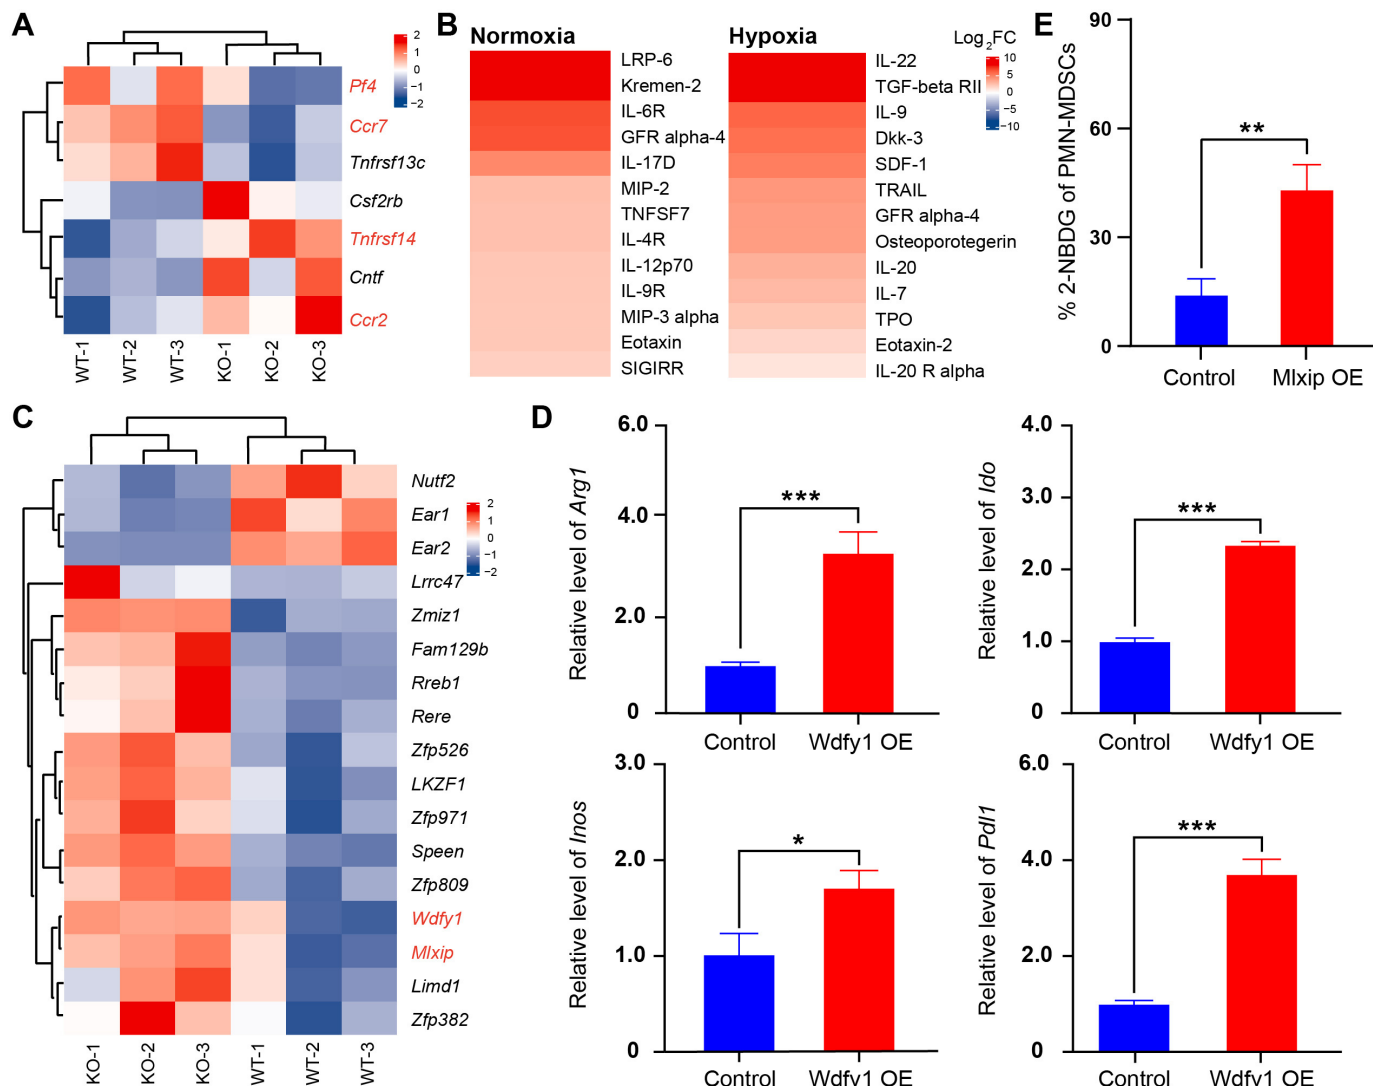 A
2
1
0
−1
−2
Pf4
Ccr7
Tnfrsf13c
Csf2rb
Tnfrsf14
Cntf
Ccr2
WT-1
WT-2
WT-3
KO-1
KO-2
KO-3
B
Normoxia
LRP-6
Kremen-2
IL-6R
GFR alpha-4
IL-17D
MIP-2
TNFSF7
IL-4R
IL-12p70
IL-9R
MIP-3 alpha
Eotaxin
SIGIRR
Hypoxia
IL-22
TGF-beta RII
IL-9
Dkk-3
SDF-1
TRAIL
GFR alpha-4
Osteoporotegerin
IL-20
IL-7
TPO
Eotaxin-2
IL-20 R alpha
Log2FC
10
5
0
−5
−10
E
% 2-NBDG of PMN-MDSCs
90
60
30
0
**
Control
Mlxip OE
C
2
1
0
−1
−2
Nutf2
Ear1
Ear2
Lrrc47
Zmiz1
Fam129b
Rreb1
Rere
Zfp526
LKZF1
Zfp971
Speen
Zfp809
Wdfy1
Mlxip
Limd1
Zfp382
KO-1
KO-2
KO-3
WT-1
WT-2
WT-3
D
Relative level of Arg1
6.0
4.0
2.0
0
***
Control
Wdfy1 OE
Relative level of Ido
4.0
3.0
2.0
1.0
0
***
Control
Wdfy1 OE
Relative level of Inos
3.0
2.0
1.0
0
*
Control
Wdfy1 OE
Relative level of Pdl1
6.0
4.0
2.0
0
***
Control
Wdfy1 OE